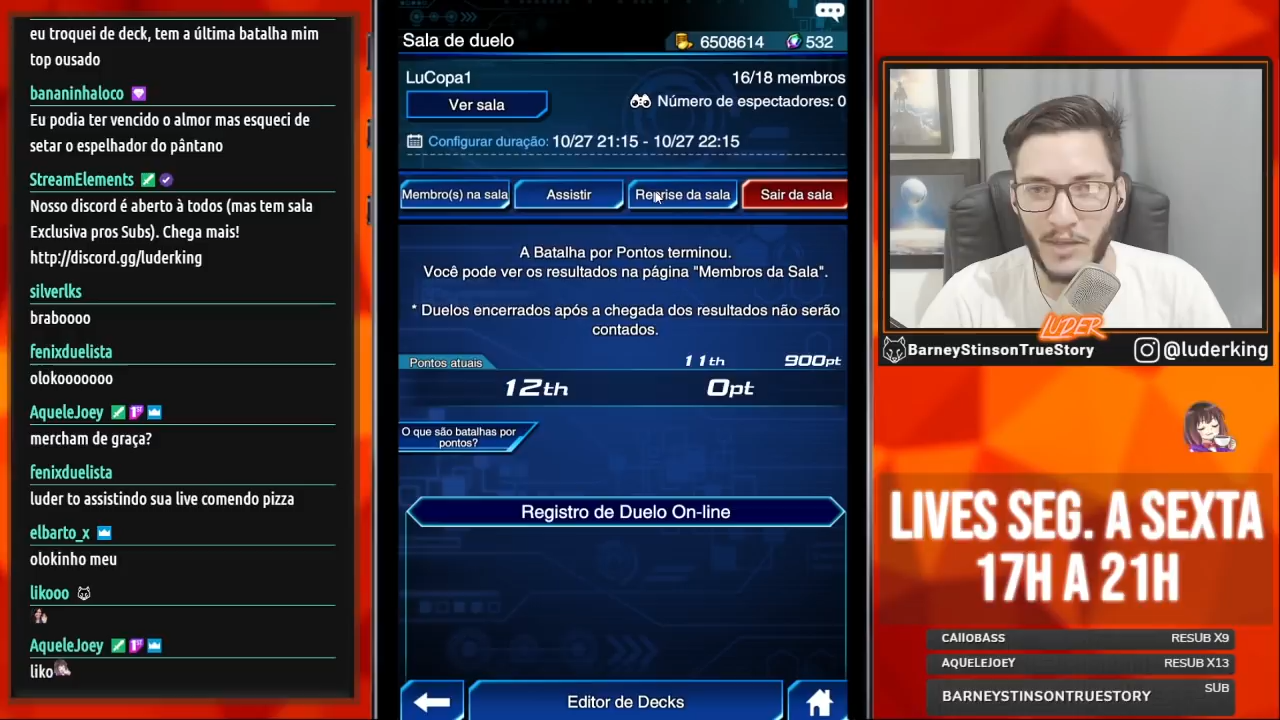 eu troquei de deck, tem a última batalha mim
top ousado
bananinhaloco
Eu podia ter vencido o almor mas esqueci de
setar o espelhador do pântano
StreamElements
Nosso discord é aberto à todos (mas tem sala
Exclusiva pros Subs). Chega mais!
http://discord.gg/luderking
silverlks
braboooo
fenixduelista
olokooooooo
AqueleJoey
mercham de graça?
fenixduelista
luder to assistindo sua live comendo pizza
elbarto_x
olokinho meu
likooo
AqueleJoey
liko
Sala de duelo
6508614
532
LuCopa1
16/18 membros
Ver sala
Número de espectadores: 0
Configurar duração: 10/27 21:15 - 10/27 22:15
Membro(s) na sala
Assistir
Reprise da sala
Sair da sala
A Batalha por Pontos terminou.
Você pode ver os resultados na página "Membros da Sala".
* Duelos encerrados após a chegada dos resultados não serão
contados.
Pontos atuais
11th 900pt
12th 0pt
O que são batalhas por
pontos?
Registro de Duelo On-line
Editor de Decks
LUDER
BarneyStinsonTrueStory
@luderking
LIVES SEG. A SEXTA
17H A 21H
CAIIOBASS RESUB X9
AQUELEJOEY RESUB X13
BARNEYSTINSONTRUESTORY SUB